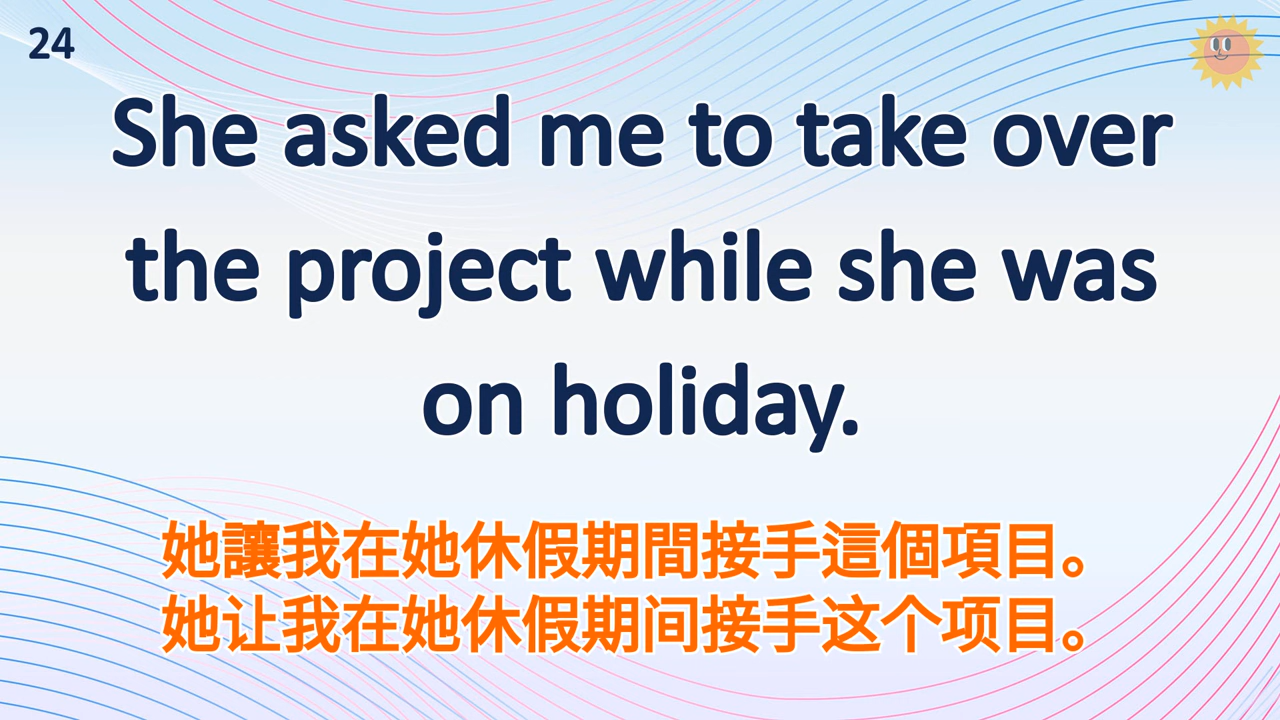 24
She asked me to take over
the project while she was
on holiday.
她讓我在她休假期間接手這個項目。
她让我在她休假期间接手这个项目。